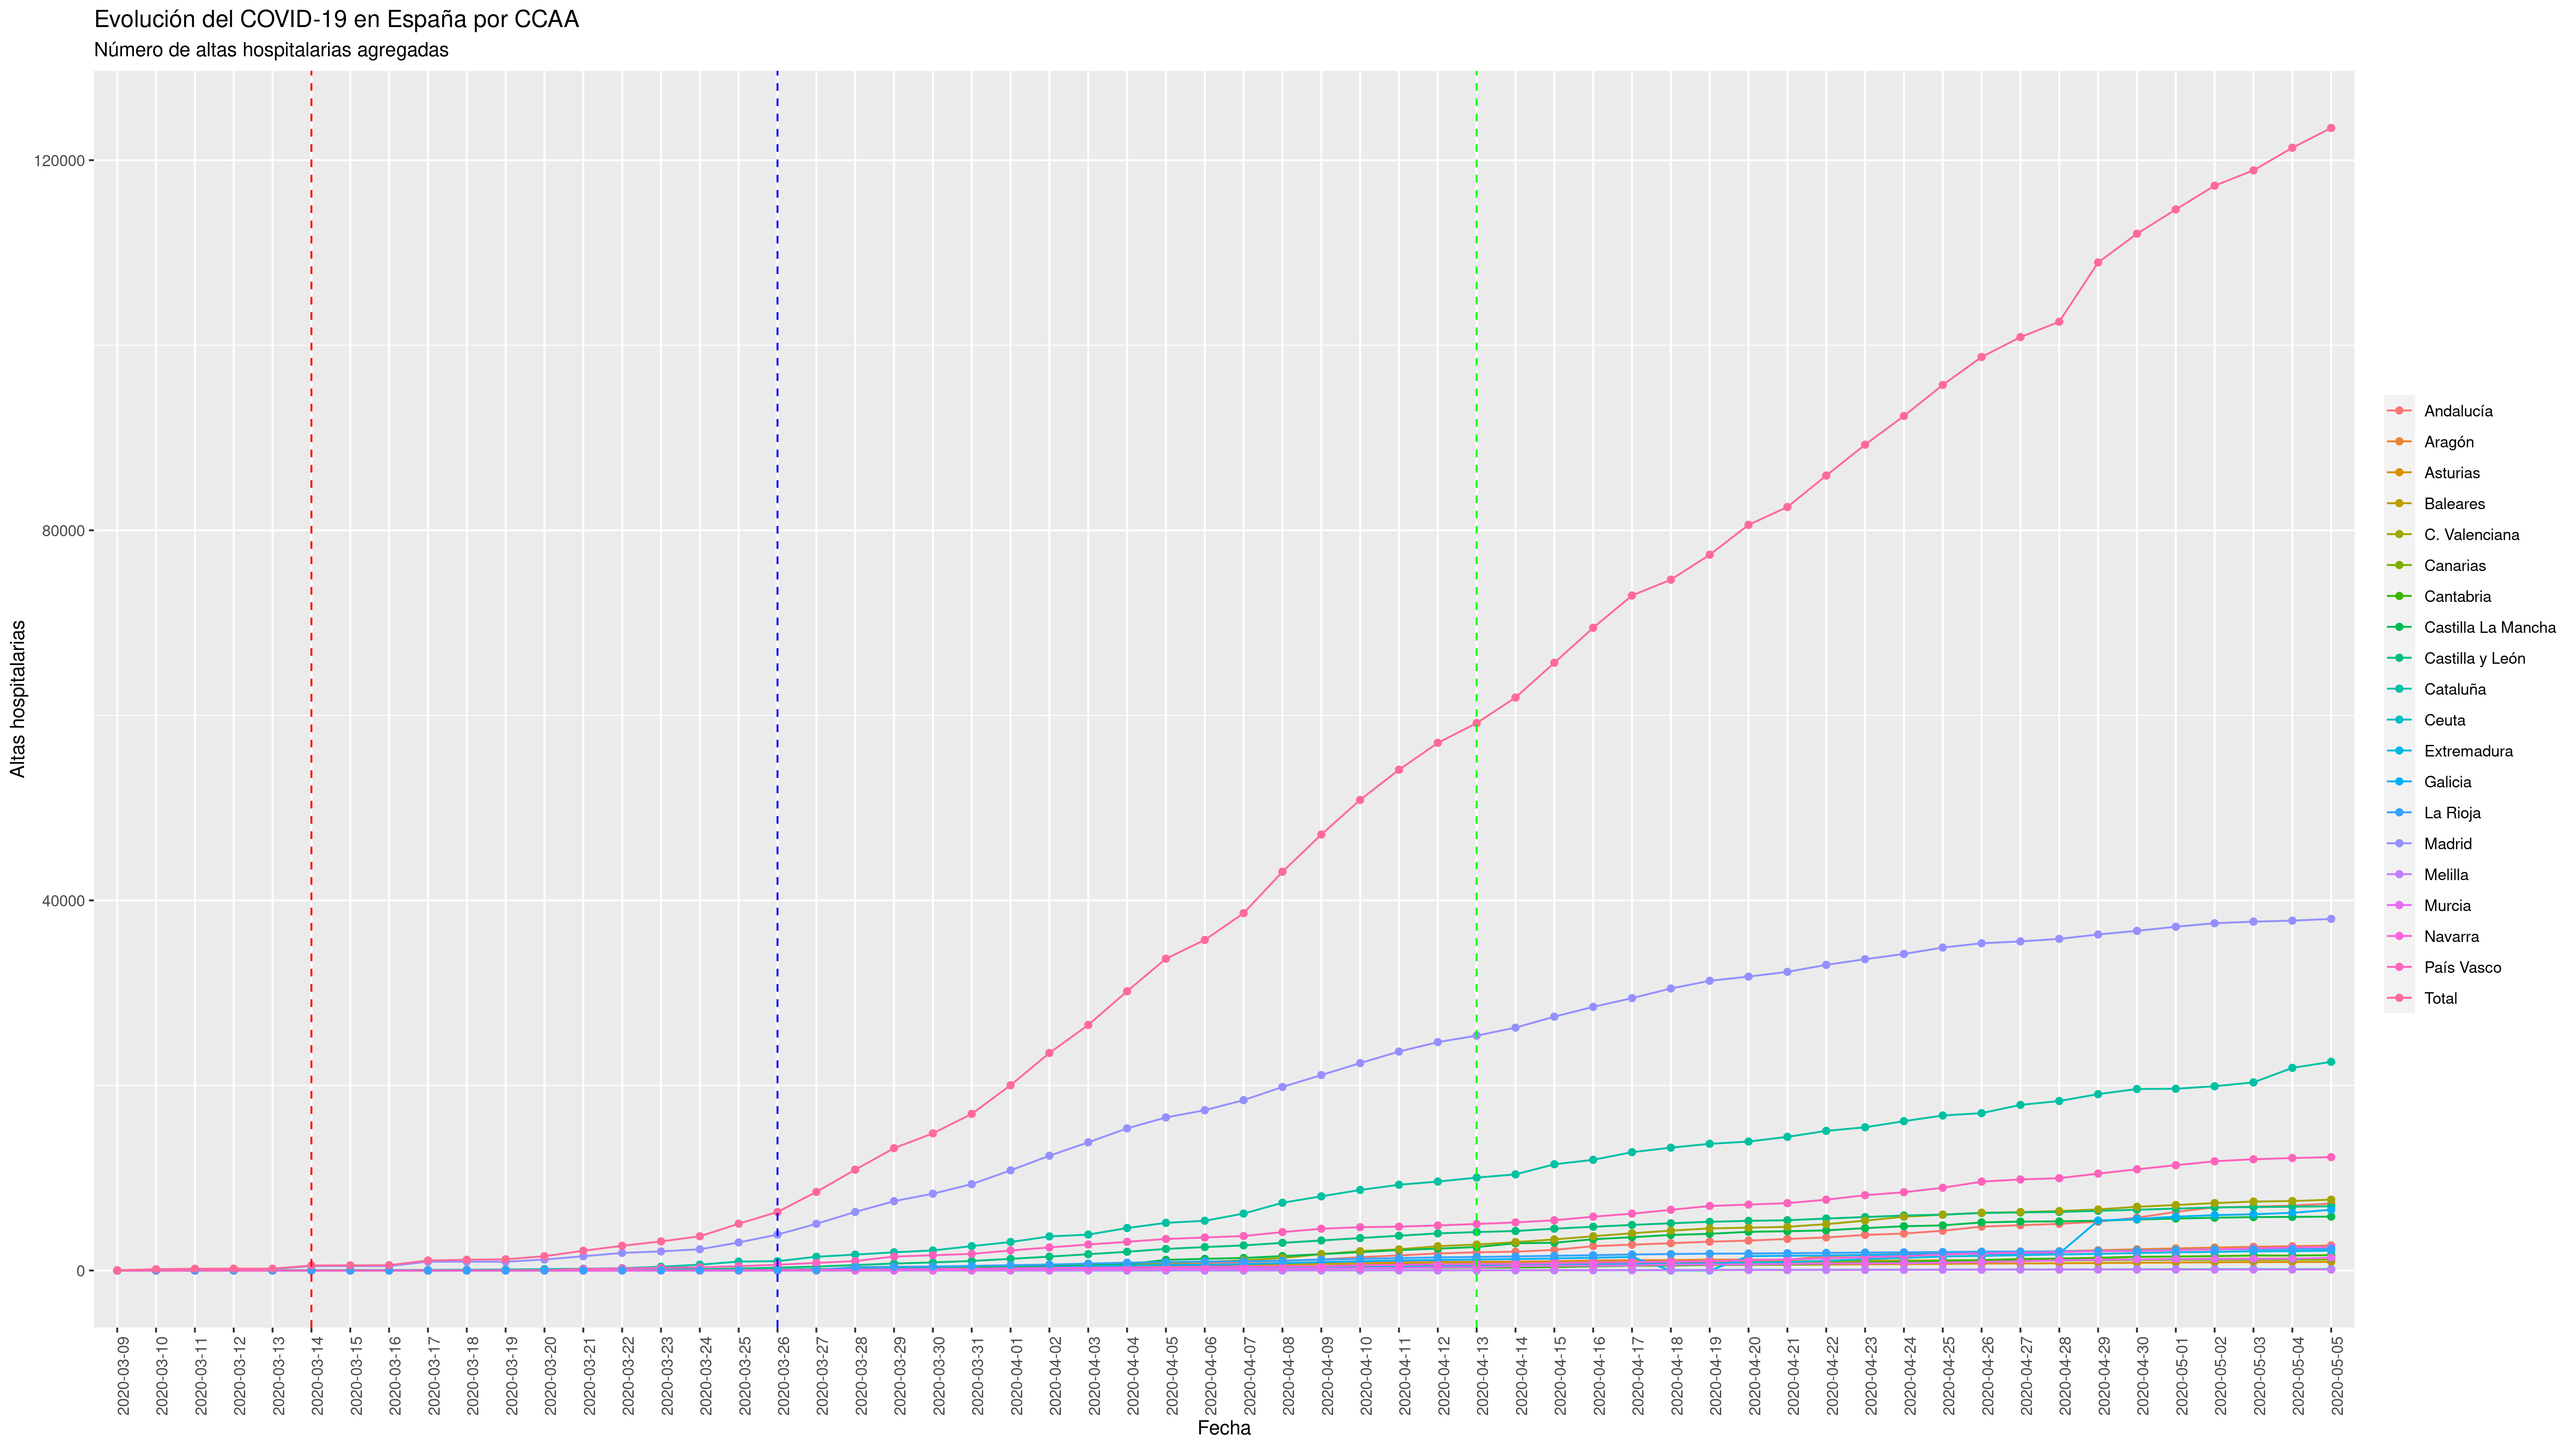 Evolución del COVID-19 en España por CCAA
Número de altas hospitalarias agregadas
Altas hospitalarias
120000
80000
40000
0
2020-03-09
2020-03-10
2020-03-11
2020-03-12
2020-03-13
2020-03-14
2020-03-15
2020-03-16
2020-03-17
2020-03-18
2020-03-19
2020-03-20
2020-03-21
2020-03-22
2020-03-23
2020-03-24
2020-03-25
2020-03-26
2020-03-27
2020-03-28
2020-03-29
2020-03-30
2020-03-31
2020-04-01
2020-04-02
2020-04-03
2020-04-04
2020-04-05
2020-04-06
2020-04-07
2020-04-08
2020-04-09
2020-04-10
2020-04-11
2020-04-12
2020-04-13
2020-04-14
2020-04-15
2020-04-16
2020-04-17
2020-04-18
2020-04-19
2020-04-20
2020-04-21
2020-04-22
2020-04-23
2020-04-24
2020-04-25
2020-04-26
2020-04-27
2020-04-28
2020-04-29
2020-04-30
2020-05-01
2020-05-02
2020-05-03
2020-05-04
2020-05-05
Fecha
Andalucía
Aragón
Asturias
Baleares
C. Valenciana
Canarias
Cantabria
Castilla La Mancha
Castilla y León
Cataluña
Ceuta
Extremadura
Galicia
La Rioja
Madrid
Melilla
Murcia
Navarra
País Vasco
Total